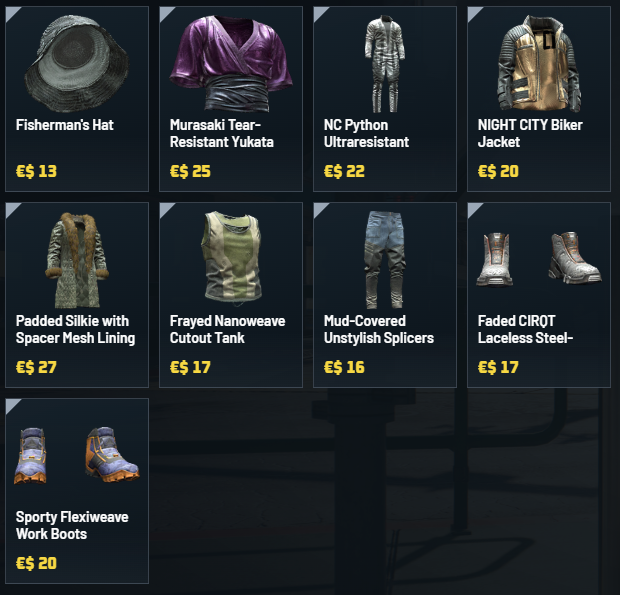 Fisherman's Hat
€$ 13
Murasaki Tear-
Resistant Yukata
€$ 25
NC Python
Ultraresistant
€$ 22
NIGHT CITY Biker
Jacket
€$ 20
Padded Silkie with
Spacer Mesh Lining
€$ 27
Frayed Nanoweave
Cutout Tank
€$ 17
Mud-Covered
Unstylish Splicers
€$ 16
Faded CIRQT
Laceless Steel-
€$ 17
Sporty Flexiweave
Work Boots
€$ 20